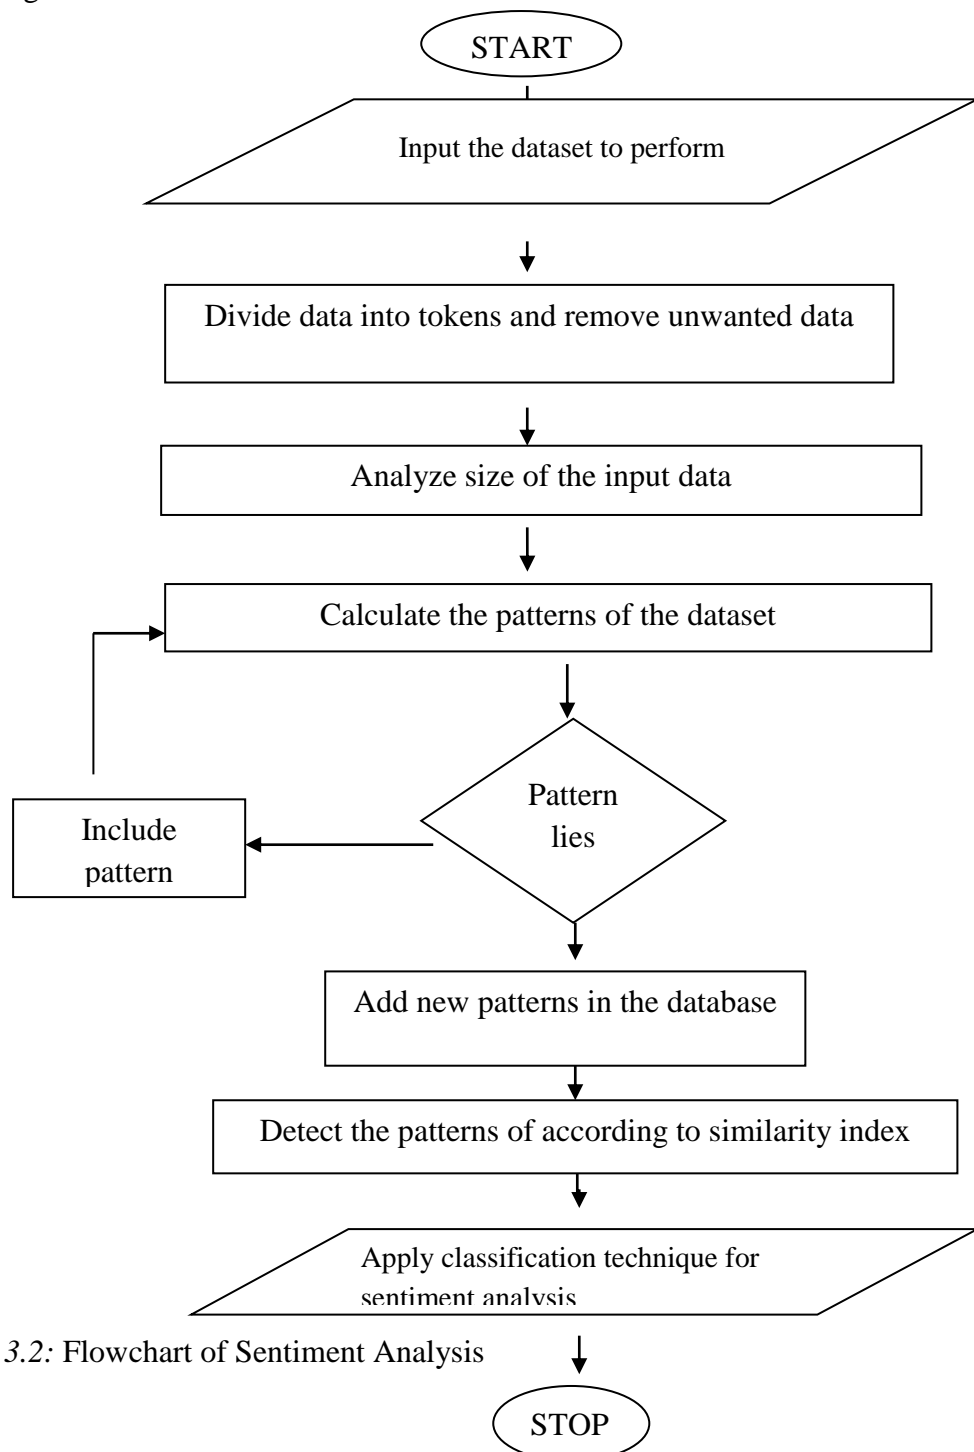 START
Input the dataset to perform
Divide data into tokens and remove unwanted data
Analyze size of the input data
Calculate the patterns of the dataset
Pattern
lies
Include
pattern
Add new patterns in the database
Detect the patterns of according to similarity index
Apply classification technique for
sentiment analysis
3.2: Flowchart of Sentiment Analysis
STOP